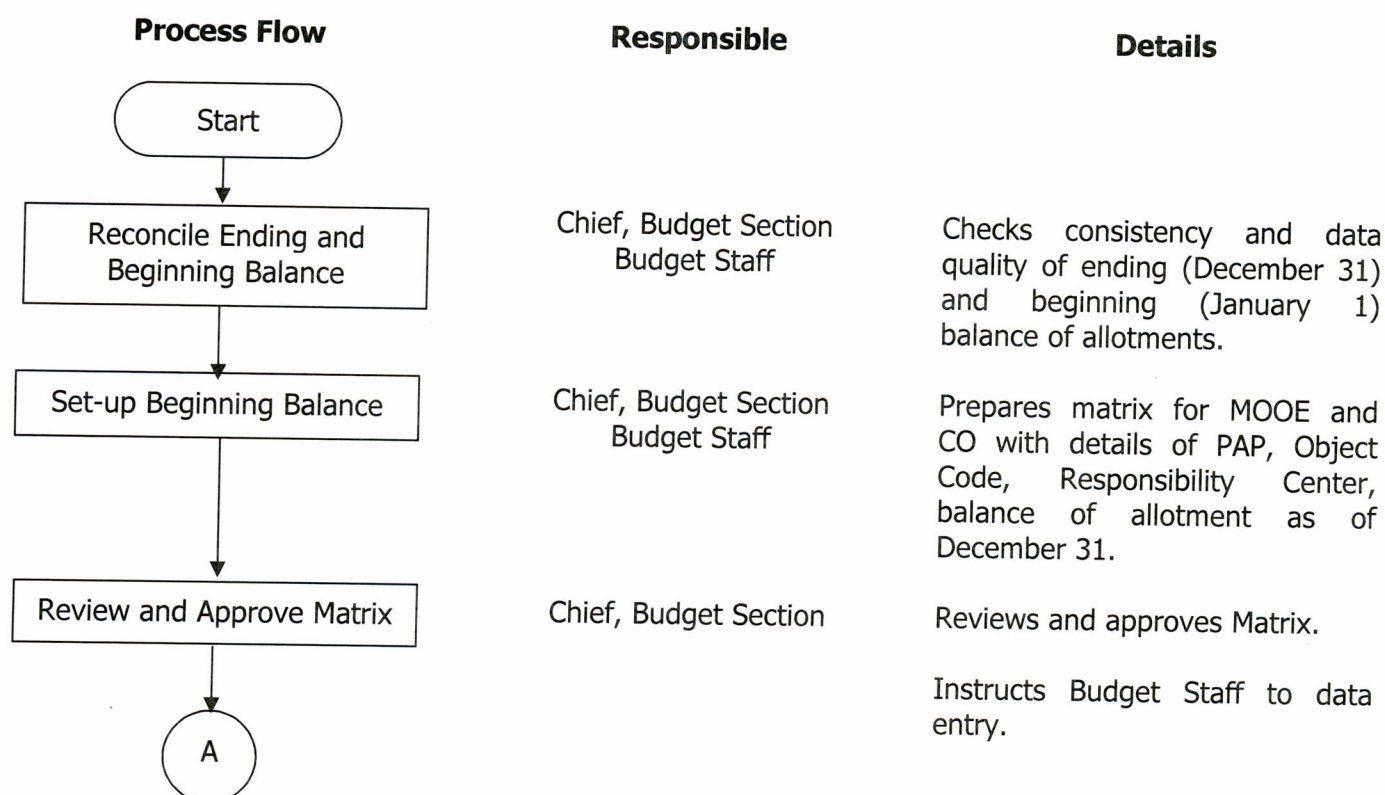 Process Flow
Responsible
Details
Start
Reconcile Ending and
Beginning Balance
Chief, Budget Section
Budget Staff
Checks consistency and data
quality of ending (December 31)
and beginning (January 1)
balance of allotments.
Set-up Beginning Balance
Chief, Budget Section
Budget Staff
Prepares matrix for MOOE and
CO with details of PAP, Object
Code, Responsibility Center,
balance of allotment as of
December 31.
Review and Approve Matrix
Chief, Budget Section
Reviews and approves Matrix.
Instructs Budget Staff to data
entry.
A